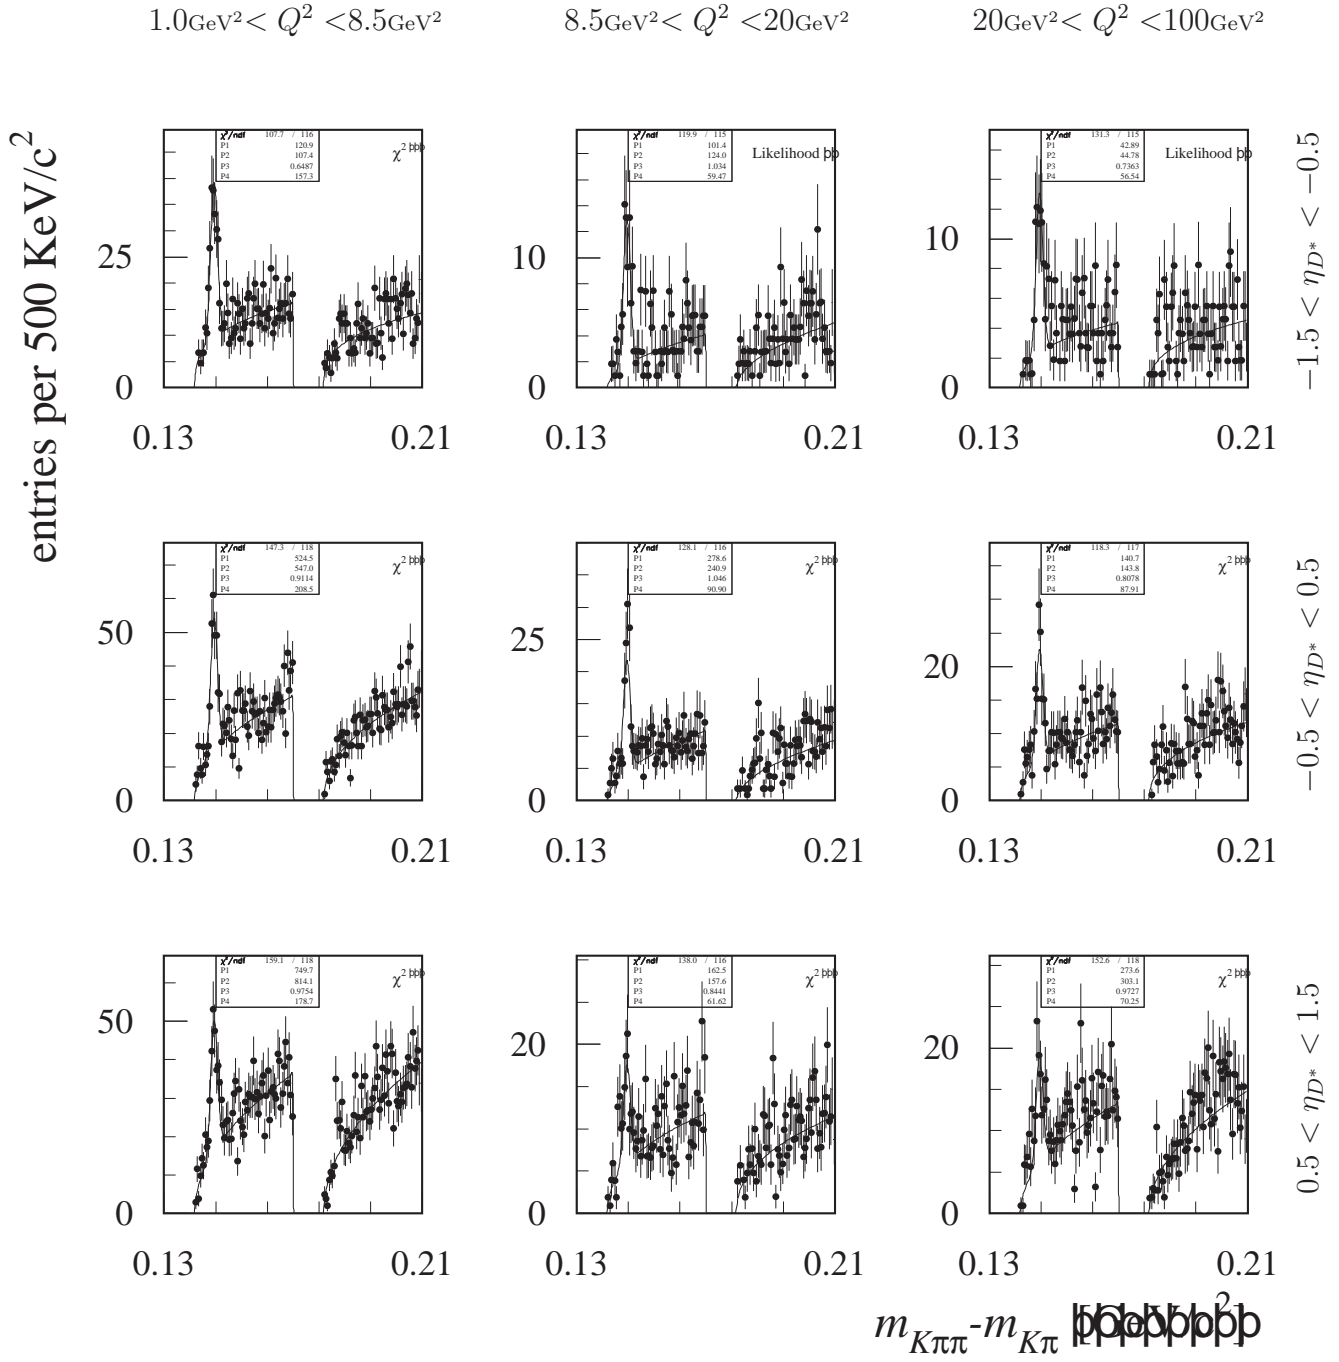 1.0GeV²< Q² <8.5GeV² 8.5GeV²< Q² <20GeV² 20GeV²< Q² <100GeV²
entries per 500 KeV/c²
χ²/ndf 107.7 / 116
P1 120.9
P2 107.4
P3 0.6487
P4 157.3
χ²
25
0
0.13 0.21
χ²/ndf 119.9 / 115
P1 101.4
P2 124.0
P3 1.034
P4 59.47
Likelihood
10
0
0.13 0.21
χ²/ndf 131.3 / 115
P1 42.89
P2 44.78
P3 0.7363
P4 56.54
Likelihood
10
0
0.13 0.21
−1.5 < η_D* < −0.5
χ²/ndf 147.3 / 118
P1 524.5
P2 547.0
P3 0.9114
P4 208.5
χ²
50
0
0.13 0.21
χ²/ndf 128.1 / 116
P1 278.6
P2 240.9
P3 1.046
P4 90.90
χ²
25
0
0.13 0.21
χ²/ndf 118.3 / 117
P1 140.7
P2 143.8
P3 0.8078
P4 87.91
χ²
20
0
0.13 0.21
−0.5 < η_D* < 0.5
χ²/ndf 159.1 / 118
P1 749.7
P2 814.1
P3 0.9754
P4 178.7
χ²
50
0
0.13 0.21
χ²/ndf 138.0 / 116
P1 162.5
P2 157.6
P3 0.8441
P4 61.62
χ²
20
0
0.13 0.21
χ²/ndf 152.6 / 118
P1 273.6
P2 303.1
P3 0.9727
P4 70.25
χ²
20
0
0.13 0.21
0.5 < η_D* < 1.5
m_Kππ-m_Kπ